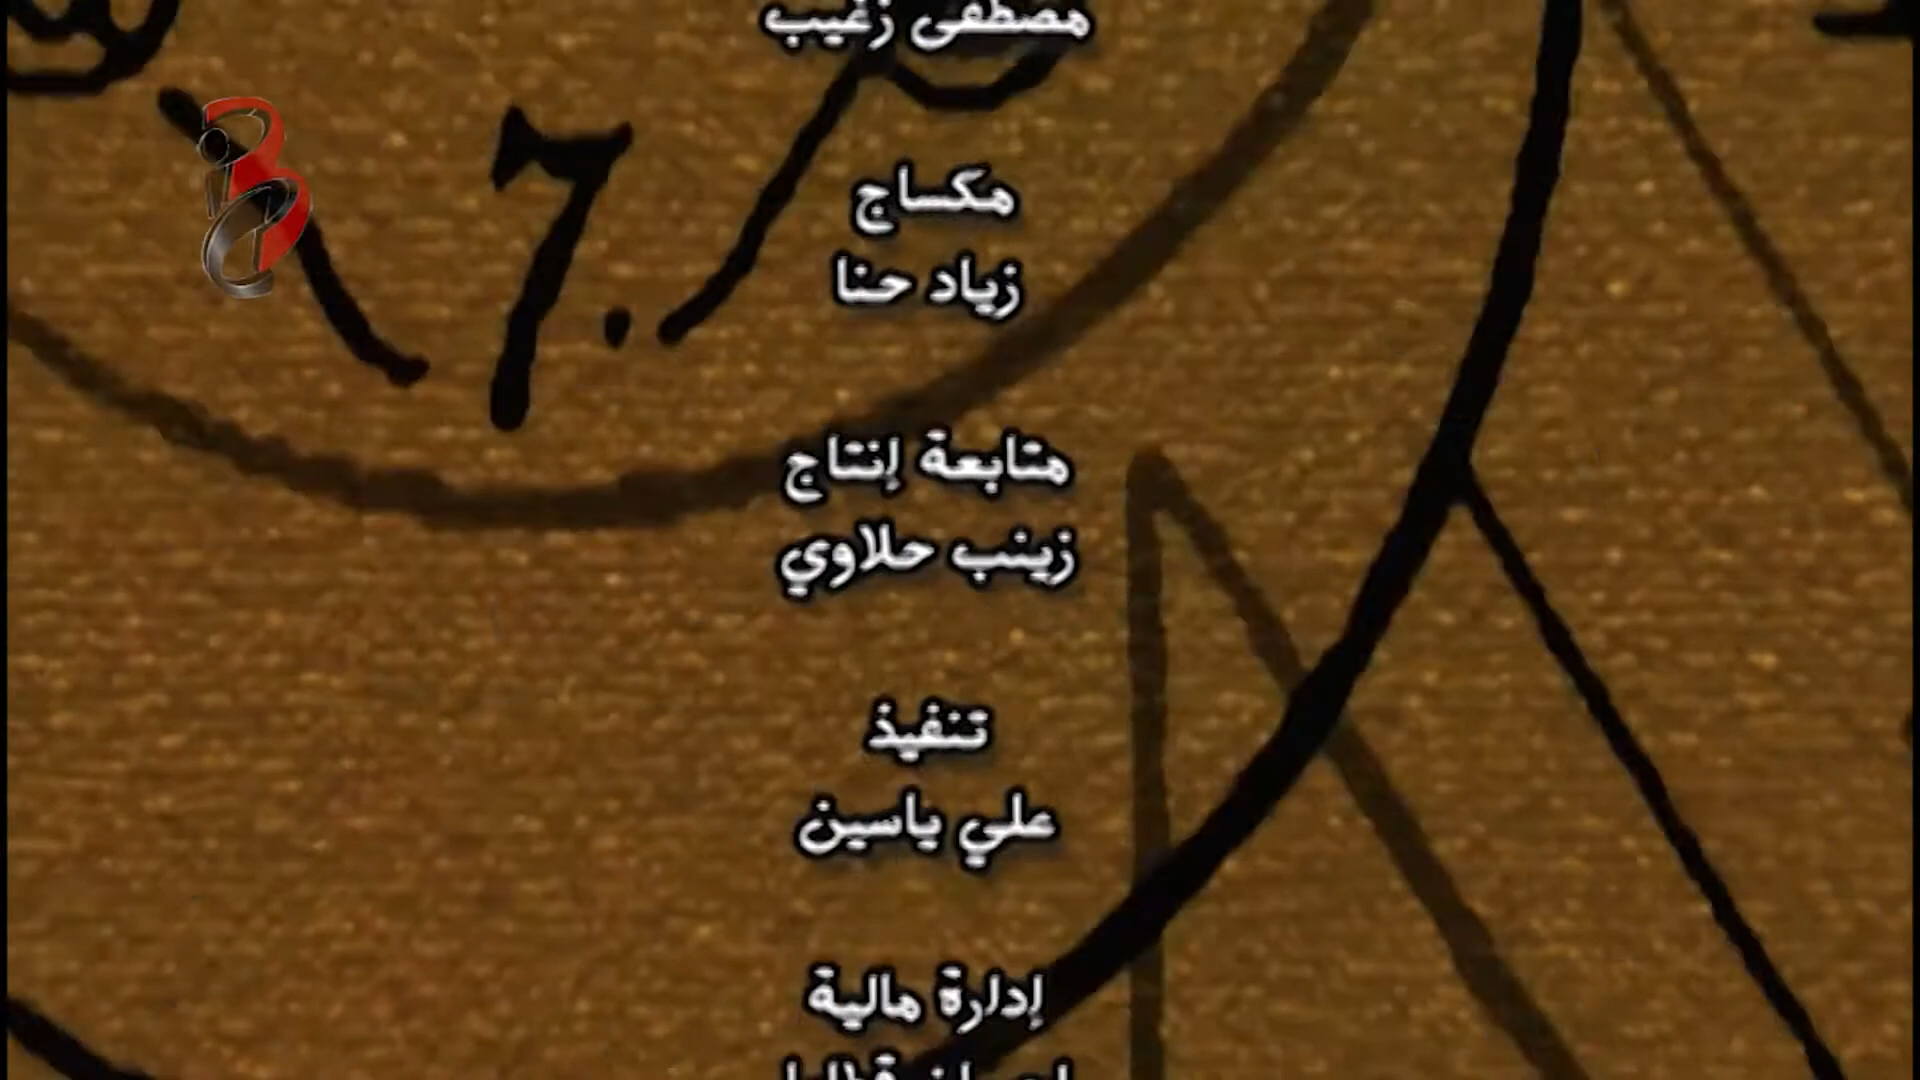 مصطفى زغيب
مكساج
زياد حنا
متابعة إنتاج
زينب حلاوي
تنفيذ
علي ياسين
إدارة مالية